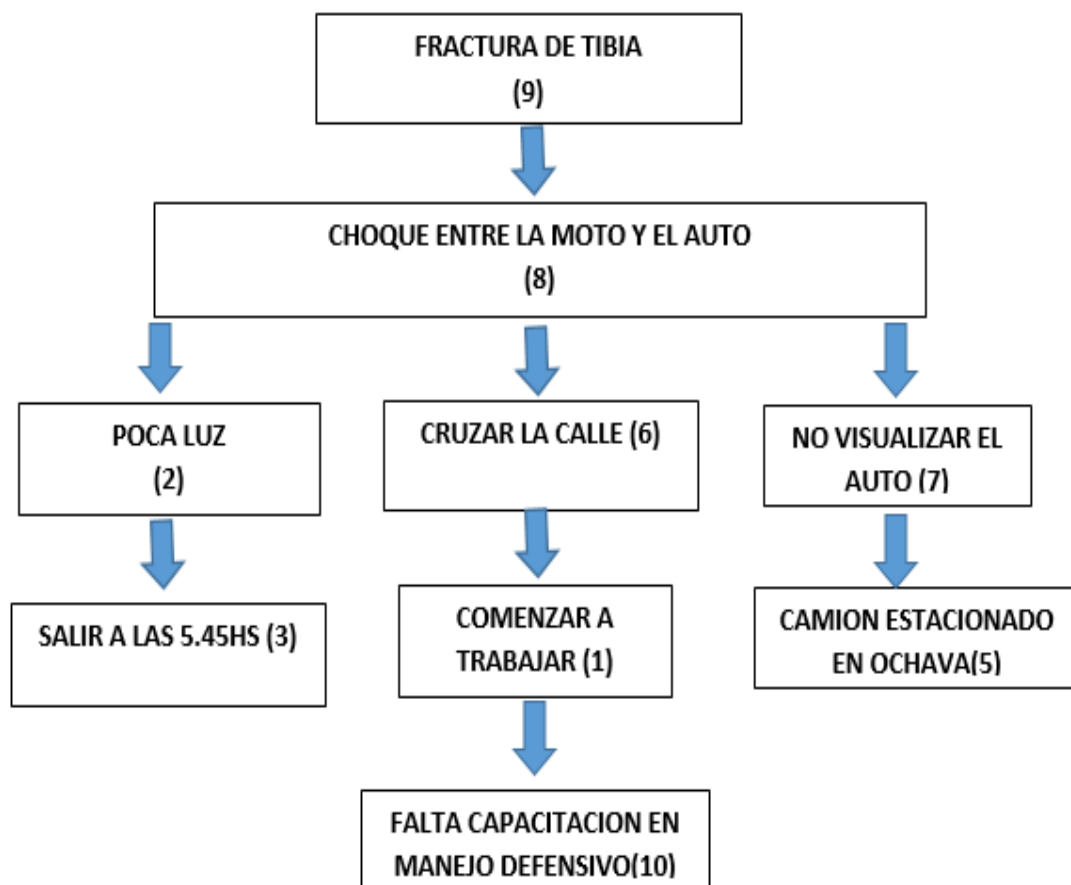 FRACTURA DE TIBIA
(9)
CHOQUE ENTRE LA MOTO Y EL AUTO
(8)
POCA LUZ
(2)
CRUZAR LA CALLE (6)
NO VISUALIZAR EL
AUTO (7)
SALIR A LAS 5.45HS (3)
COMENZAR A
TRABAJAR (1)
CAMION ESTACIONADO
EN OCHAVA(5)
FALTA CAPACITACION EN
MANEJO DEFENSIVO(10)